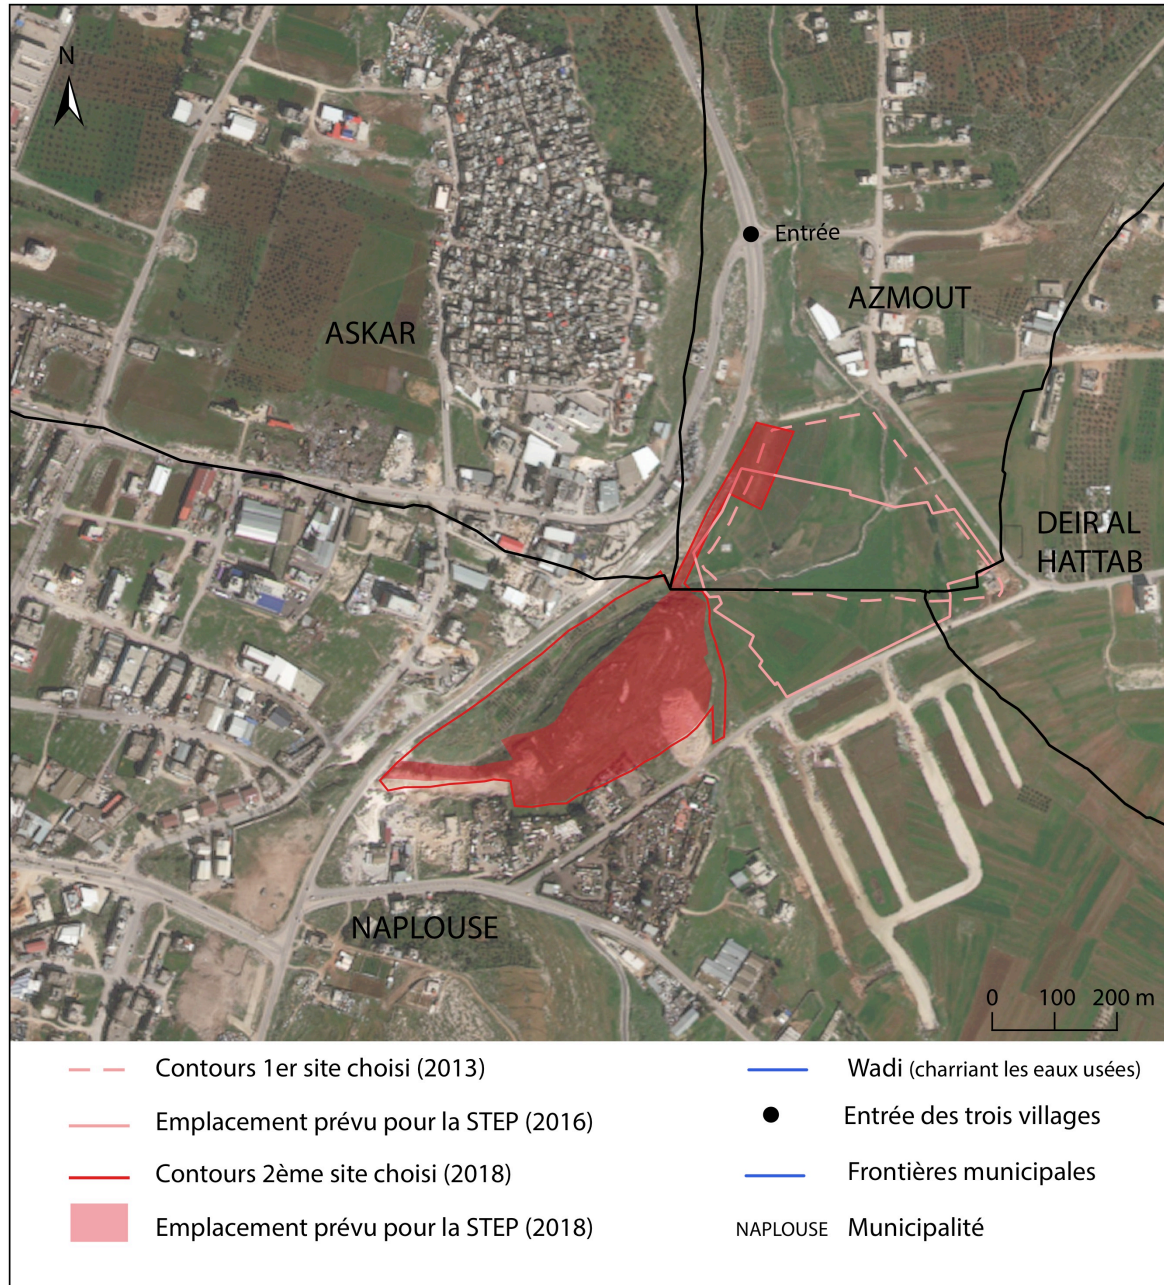 N
Entrée
AZMOUT
ASKAR
DEIR AL
HATTAB
NAPLOUSE
0 100 200 m
Contours 1er site choisi (2013)
Emplacement prévu pour la STEP (2016)
Contours 2ème site choisi (2018)
Emplacement prévu pour la STEP (2018)
Wadi (charriant les eaux usées)
Entrée des trois villages
Frontières municipales
NAPLOUSE Municipalité